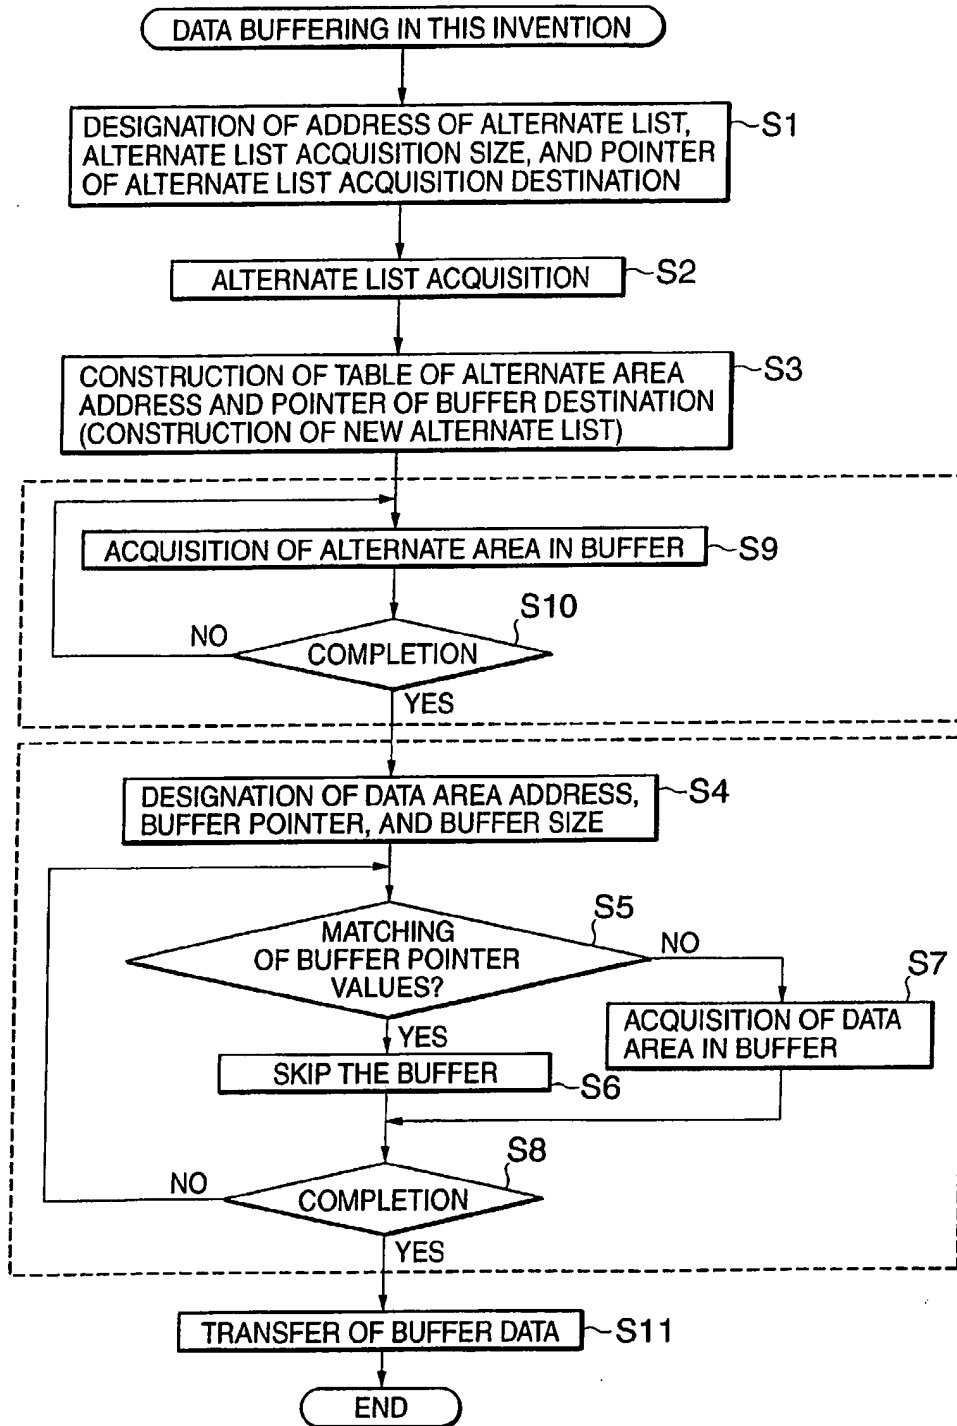 DATA BUFFERING IN THIS INVENTION
DESIGNATION OF ADDRESS OF ALTERNATE LIST,
ALTERNATE LIST ACQUISITION SIZE, AND POINTER
OF ALTERNATE LIST ACQUISITION DESTINATION
S1
ALTERNATE LIST ACQUISITION
S2
CONSTRUCTION OF TABLE OF ALTERNATE AREA
ADDRESS AND POINTER OF BUFFER DESTINATION
(CONSTRUCTION OF NEW ALTERNATE LIST)
S3
ACQUISITION OF ALTERNATE AREA IN BUFFER
S9
S10
NO
COMPLETION
YES
DESIGNATION OF DATA AREA ADDRESS,
BUFFER POINTER, AND BUFFER SIZE
S4
S5
MATCHING
OF BUFFER POINTER
VALUES?
NO
S7
ACQUISITION OF DATA
AREA IN BUFFER
YES
SKIP THE BUFFER
S6
S8
NO
COMPLETION
YES
TRANSFER OF BUFFER DATA
S11
END